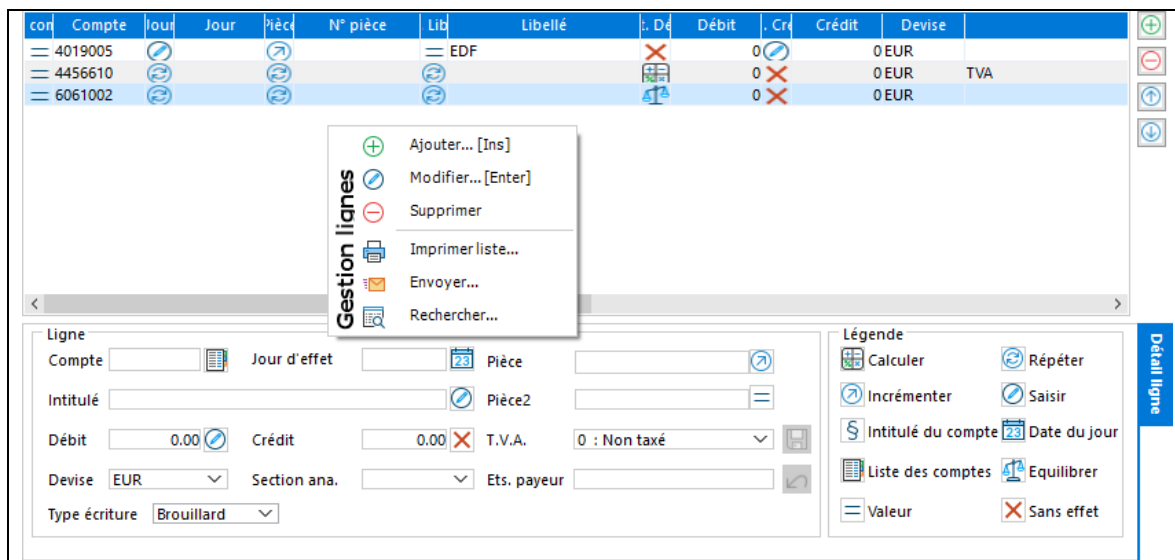 con Compte Jour Jour Pièce N° pièce Lib Libellé t. Dé Débit . Cré Crédit Devise
4019005 EDF 0 0 EUR
4456610 0 0 EUR TVA
6061002 0 0 EUR
Gestion lignes
Ajouter... [Ins]
Modifier... [Enter]
Supprimer
Imprimer liste...
Envoyer...
Rechercher...
Ligne
Compte Jour d'effet 23 Pièce
Intitulé Pièce2
Débit 0.00 Crédit 0.00 T.V.A. 0 : Non taxé
Devise EUR Section ana. Ets. payeur
Type écriture Brouillard
Légende
Calculer Répéter
Incrémenter Saisir
§ Intitulé du compte 23 Date du jour
Liste des comptes Equilibrer
Valeur Sans effet
Détail ligne